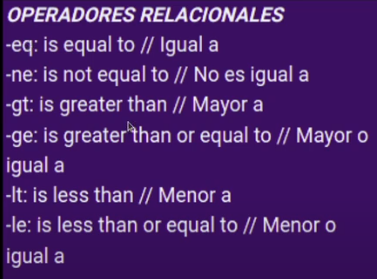 OPERADORES RELACIONALES
-eq: is equal to // Igual a
-ne: is not equal to // No es igual a
-gt: is greater than // Mayor a
-ge: is greater than or equal to // Mayor o
igual a
-lt: is less than // Menor a
-le: is less than or equal to // Menor o
igual a